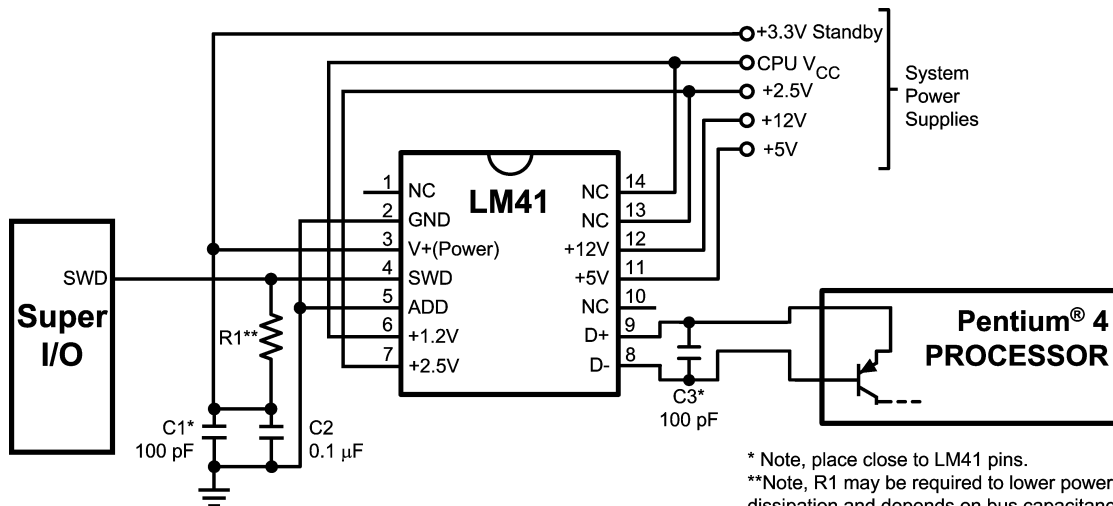 +3.3V Standby
CPU VCC
+2.5V
+12V
+5V
System
Power
Supplies
LM41
1 NC
2 GND
3 V+(Power)
4 SWD
5 ADD
6 +1.2V
7 +2.5V
NC 14
NC 13
+12V 12
+5V 11
NC 10
D+ 9
D- 8
SWD
Super
I/O
R1**
C1*
100 pF
C2
0.1 µF
C3*
100 pF
Pentium® 4
PROCESSOR
* Note, place close to LM41 pins.
**Note, R1 may be required to lower power
dissipation and depends on bus capacitance